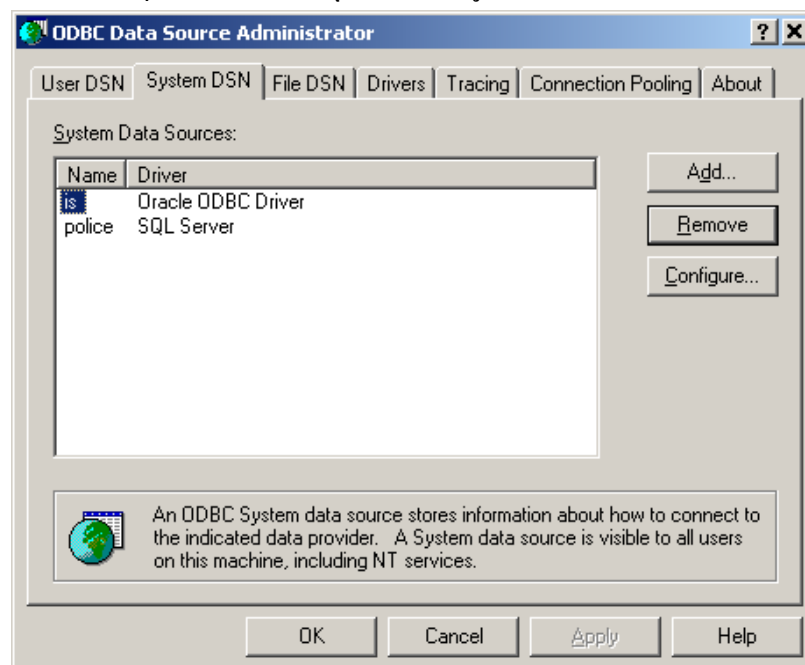 ODBC Data Source Administrator
User DSN System DSN File DSN Drivers Tracing Connection Pooling About
System Data Sources:
Name Driver
is Oracle ODBC Driver
police SQL Server
Add...
Remove
Configure...
An ODBC System data source stores information about how to connect to
the indicated data provider. A System data source is visible to all users
on this machine, including NT services.
OK Cancel Apply Help